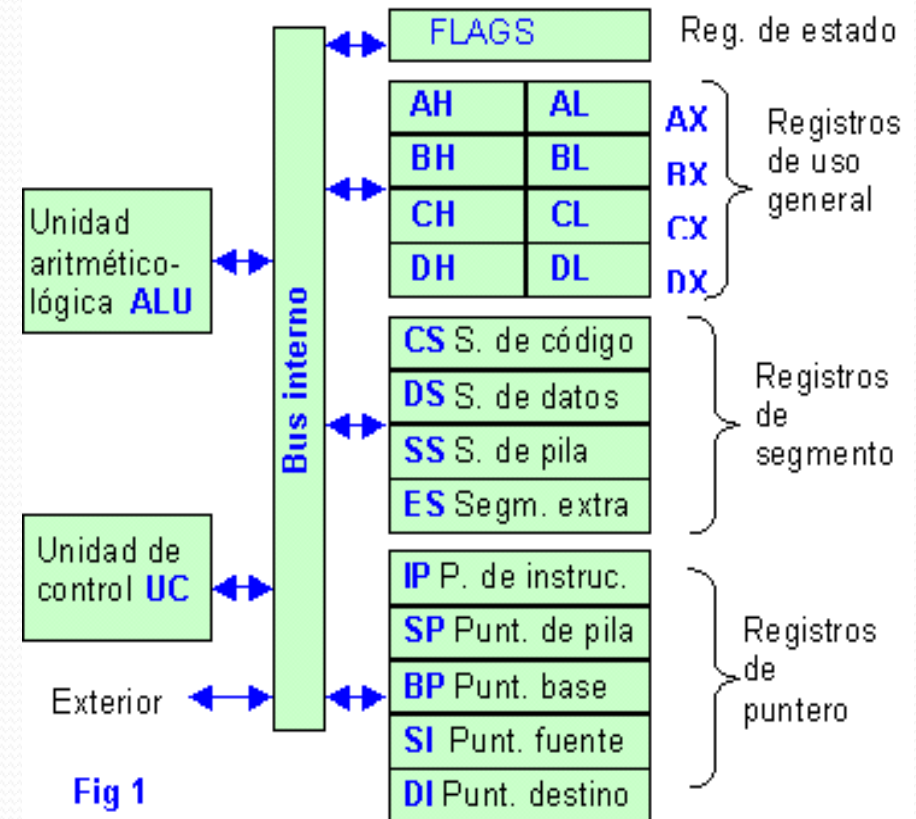 FLAGS
Reg. de estado
AH AL AX
BH BL RX
CH CL CX
DH DL DX
Registros
de uso
general
Unidad
aritmético-
lógica ALU
Bus interno
CS S. de código
DS S. de datos
SS S. de pila
ES Segm. extra
Registros
de
segmento
Unidad de
control UC
Exterior
IP P. de instruc.
SP Punt. de pila
BP Punt. base
SI Punt. fuente
DI Punt. destino
Registros
de
puntero
Fig 1